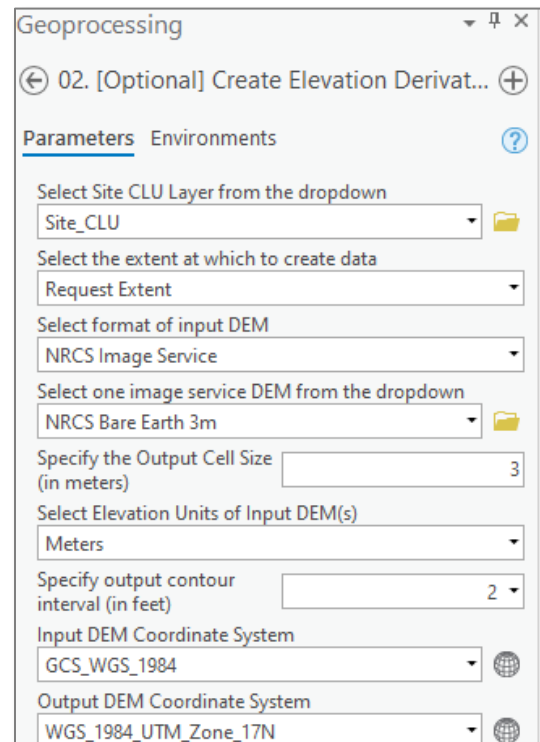 Geoprocessing
02. [Optional] Create Elevation Derivat...
Parameters Environments
Select Site CLU Layer from the dropdown
Site_CLU
Select the extent at which to create data
Request Extent
Select format of input DEM
NRCS Image Service
Select one image service DEM from the dropdown
NRCS Bare Earth 3m
Specify the Output Cell Size
(in meters)
3
Select Elevation Units of Input DEM(s)
Meters
Specify output contour
interval (in feet)
2
Input DEM Coordinate System
GCS_WGS_1984
Output DEM Coordinate System
WGS_1984_UTM_Zone_17N